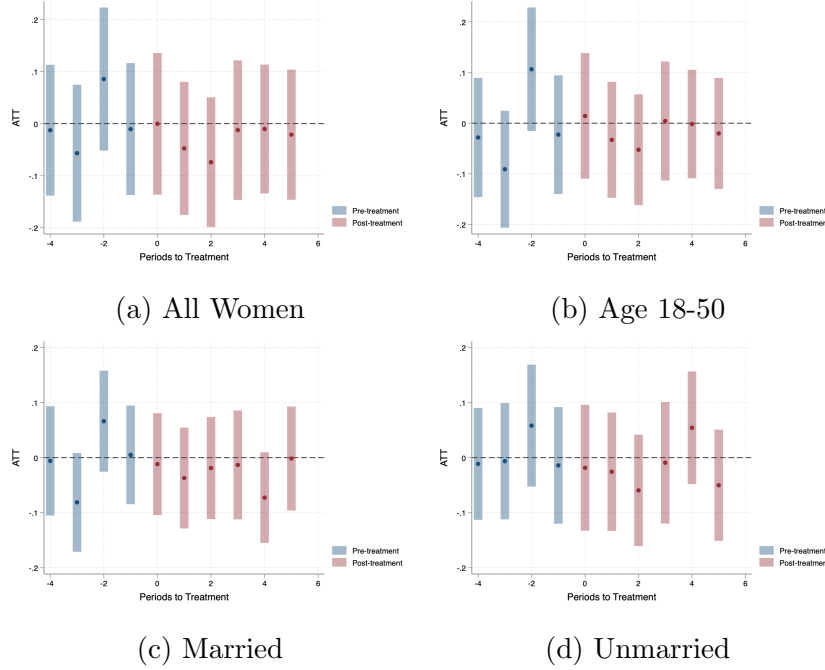 .2
.1
0
-.1
-.2
ATT
-4 -2 0 2 4 6
Periods to Treatment
Pre-treatment
Post-treatment
(a) All Women
.2
.1
0
-.1
-.2
ATT
-4 -2 0 2 4 6
Periods to Treatment
Pre-treatment
Post-treatment
(b) Age 18-50
.2
.1
0
-.1
-.2
ATT
-4 -2 0 2 4 6
Periods to Treatment
Pre-treatment
Post-treatment
(c) Married
.2
.1
0
-.1
-.2
ATT
-4 -2 0 2 4 6
Periods to Treatment
Pre-treatment
Post-treatment
(d) Unmarried